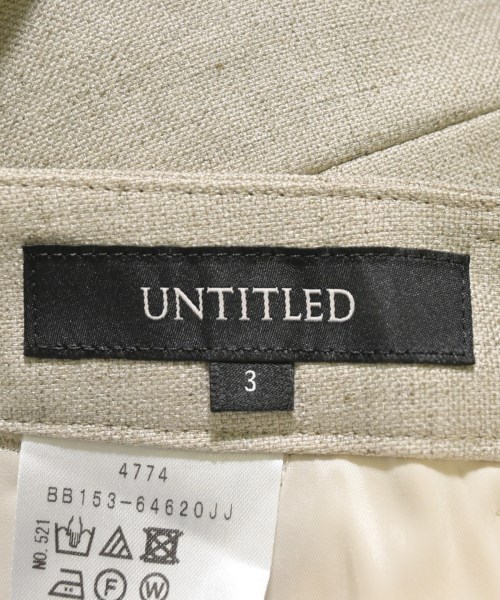 UNTITLED
3
4774
BB153-64620JJ
NO.521
F W